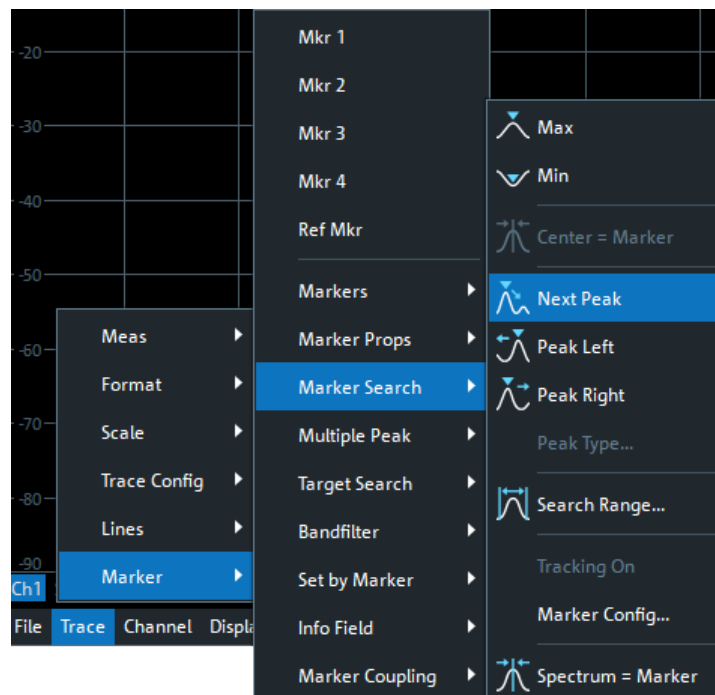 -20
-30
-40
-50
-60
-70
-80
-90
Ch1
File Trace Channel Displa
Meas
Format
Scale
Trace Config
Lines
Marker
Mkr 1
Mkr 2
Mkr 3
Mkr 4
Ref Mkr
Markers
Marker Props
Marker Search
Multiple Peak
Target Search
Bandfilter
Set by Marker
Info Field
Marker Coupling
Max
Min
Center = Marker
Next Peak
Peak Left
Peak Right
Peak Type...
Search Range...
Tracking On
Marker Config...
Spectrum = Marker